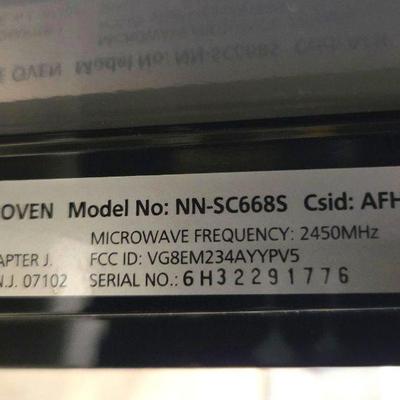 OVEN Model No: NN-SC668S Csid: AFH
MICROWAVE FREQUENCY: 2450MHz
APTER J. FCC ID: VG8EM234AYYPV5
N.J. 07102 SERIAL NO.: 6H32291776